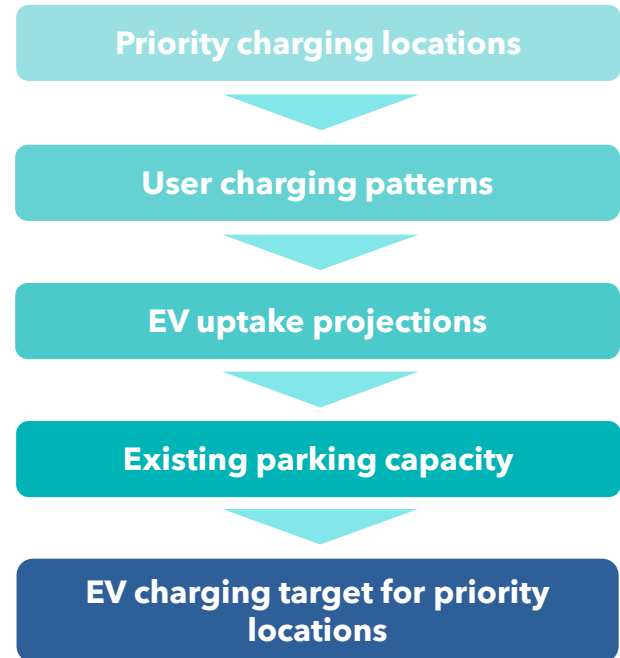 Priority charging locations
User charging patterns
EV uptake projections
Existing parking capacity
EV charging target for priority
locations